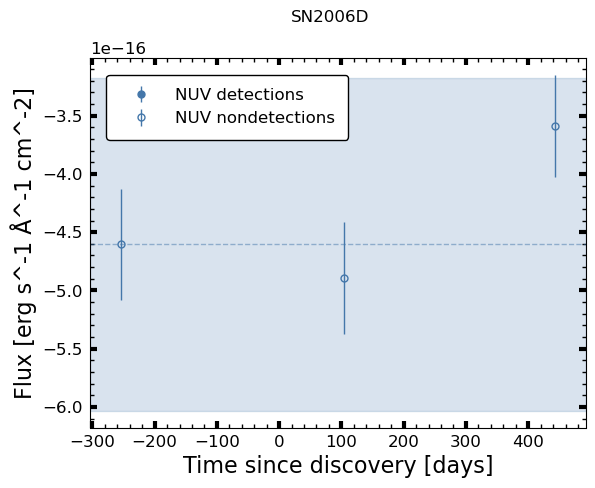 SN2006D
1e−16
NUV detections
NUV nondetections
−3.5
−4.0
−4.5
−5.0
−5.5
−6.0
Flux [erg s^-1 Å^-1 cm^-2]
−300 −200 −100 0 100 200 300 400
Time since discovery [days]